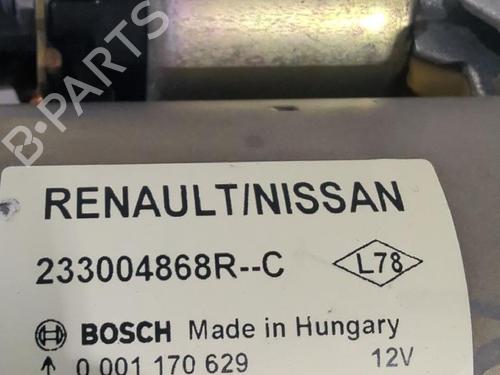 B-PARTS
RENAULT/NISSAN
233004868R--C
L78
BOSCH Made in Hungary
0 001 170 629 12V